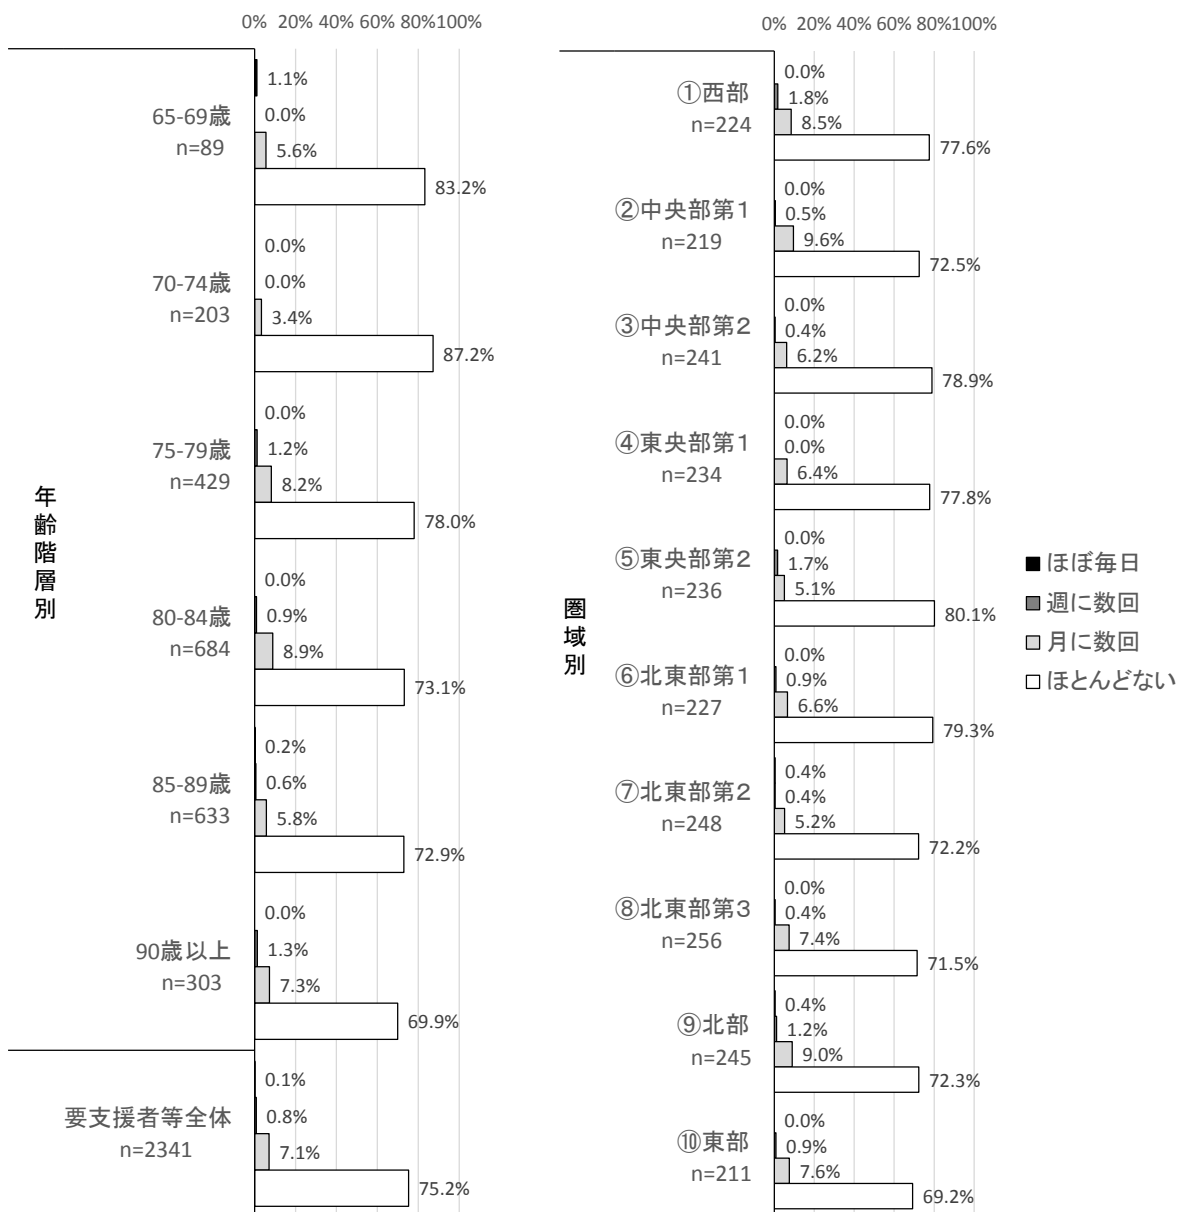 0% 20% 40% 60% 80%100%
年齢階層別
65-69歳
n=89
1.1%
0.0%
5.6%
83.2%
70-74歳
n=203
0.0%
0.0%
3.4%
87.2%
75-79歳
n=429
0.0%
1.2%
8.2%
78.0%
80-84歳
n=684
0.0%
0.9%
8.9%
73.1%
85-89歳
n=633
0.2%
0.6%
5.8%
72.9%
90歳以上
n=303
0.0%
1.3%
7.3%
69.9%
要支援者等全体
n=2341
0.1%
0.8%
7.1%
75.2%
0% 20% 40% 60% 80%100%
圏域別
①西部
n=224
0.0%
1.8%
8.5%
77.6%
②中央部第1
n=219
0.0%
0.5%
9.6%
72.5%
③中央部第2
n=241
0.0%
0.4%
6.2%
78.9%
④東央部第1
n=234
0.0%
0.0%
6.4%
77.8%
⑤東央部第2
n=236
0.0%
1.7%
5.1%
80.1%
⑥北東部第1
n=227
0.0%
0.9%
6.6%
79.3%
⑦北東部第2
n=248
0.4%
0.4%
5.2%
72.2%
⑧北東部第3
n=256
0.0%
0.4%
7.4%
71.5%
⑨北部
n=245
0.4%
1.2%
9.0%
72.3%
⑩東部
n=211
0.0%
0.9%
7.6%
69.2%
ほぼ毎日
週に数回
月に数回
ほとんどない